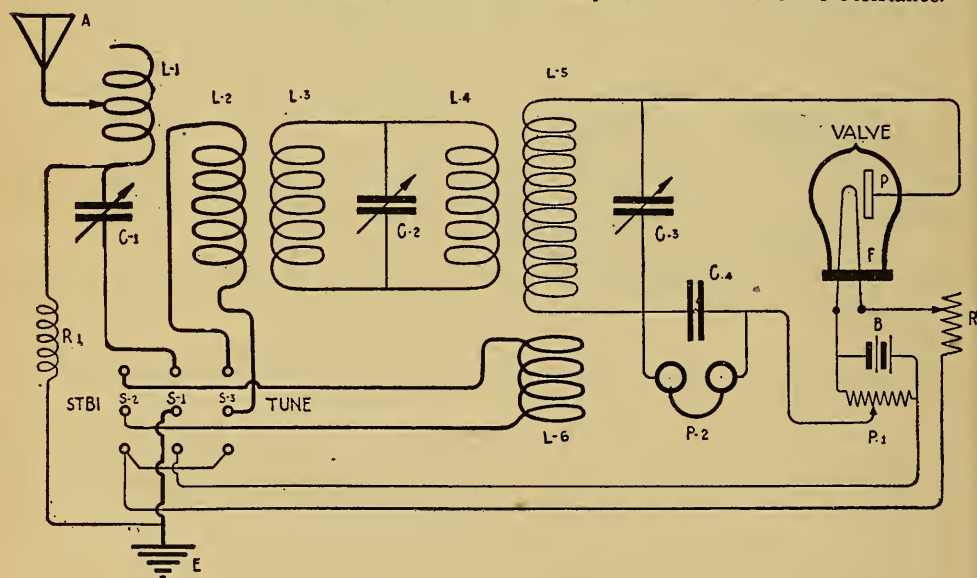 Resistance.
A
L-1
L-2
L-3
L-4
L-5
VALVE
P
C-1
C-2
C-3
F
C.4
R
B
R1
STBI
S-2
S-1
S-3
TUNE
L-6
P-2
P.1
E